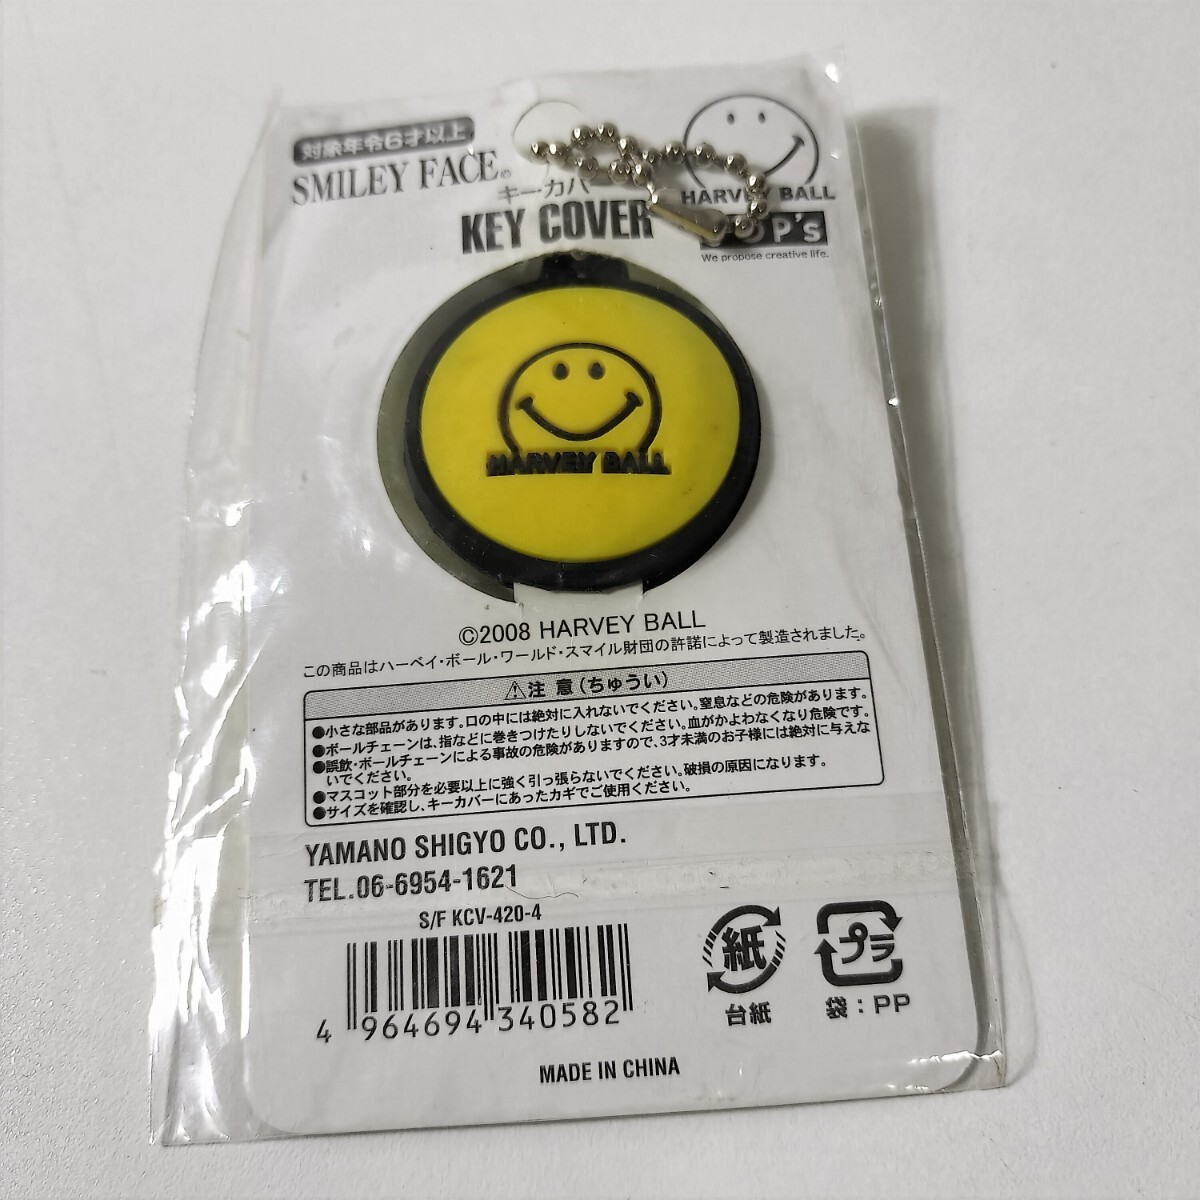 対象年令6才以上
SMILEY FACE©
キーカバー
KEY COVER
HARVEY BALL
P's
We propose creative life.
HARVEY BALL
©2008 HARVEY BALL
この商品はハーベイ・ボール・ワールド・スマイル財団の許諾によって製造されました。
⚠注 意(ちゅうい)
●小さな部品があります。口の中には絶対に入れないでください。窒息などの危険があります。
●ボールチェーンは、指などに巻きつけたりしないでください。血がかよわなくなり危険です。
●誤飲・ボールチェーンによる事故の危険がありますので、3才未満のお子様には絶対に与えな
いでください。
●マスコット部分を必要以上に強く引っ張らないでください。破損の原因になります。
●サイズを確認し、キーカバーにあったカギでご使用ください。
YAMANO SHIGYO CO., LTD.
TEL.06-6954-1621
S/F KCV-420-4
4 964694 340582
紙
台紙
プラ
袋：PP
MADE IN CHINA